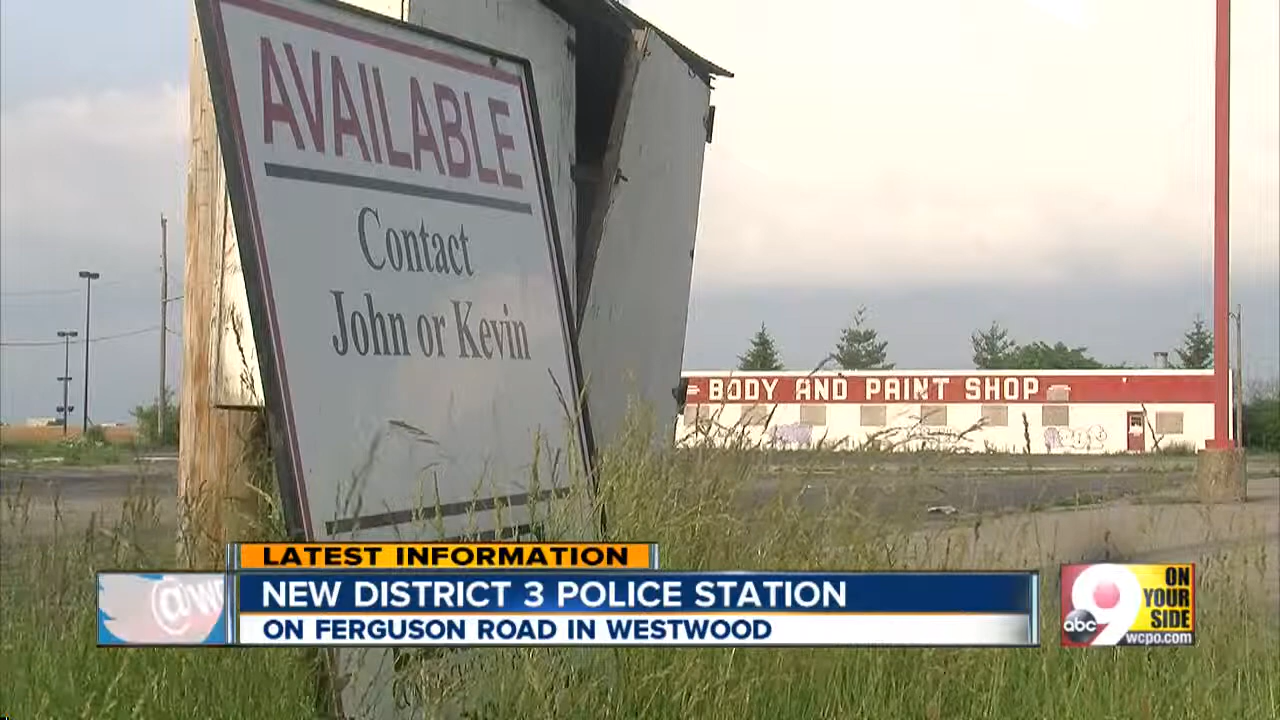 AVAILABLE
Contact
John or Kevin
BODY AND PAINT SHOP
LATEST INFORMATION
NEW DISTRICT 3 POLICE STATION
ON FERGUSON ROAD IN WESTWOOD
@WC
abc 9
ON
YOUR
SIDE
wcpo.com